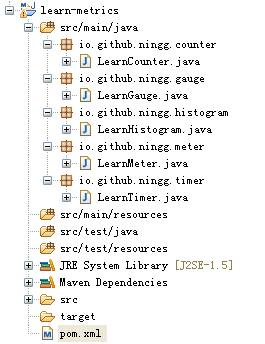 learn-metrics
src/main/java
io.github.ningg.counter
LearnCounter.java
io.github.ningg.gauge
LearnGauge.java
io.github.ningg.histogram
LearnHistogram.java
io.github.ningg.meter
LearnMeter.java
io.github.ningg.timer
LearnTimer.java
src/main/resources
src/test/java
src/test/resources
JRE System Library [J2SE-1.5]
Maven Dependencies
src
target
pom.xml